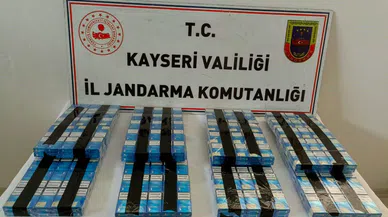 T.C.
KAYSERİ VALİLİĞİ
İL JANDARMA KOMUTANLIĞI